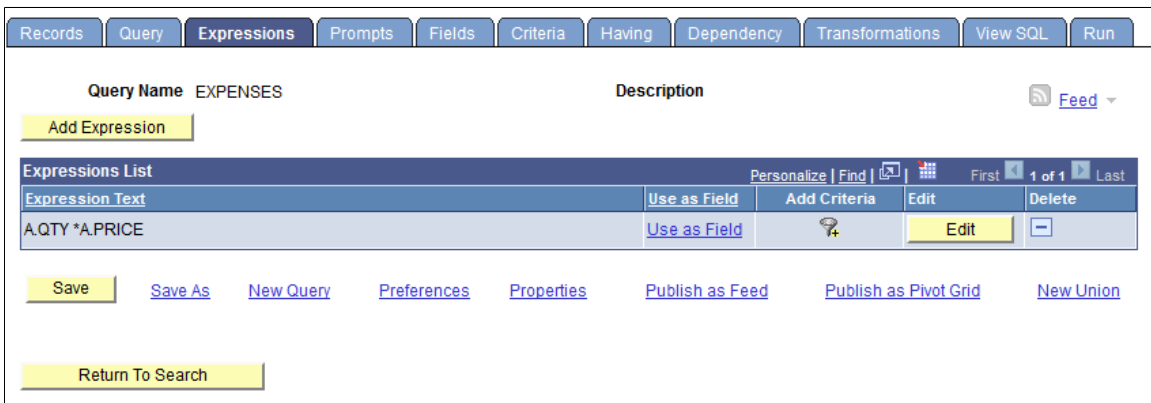 Records Query Expressions Prompts Fields Criteria Having Dependency Transformations View SQL Run
Query Name EXPENSES Description Feed
Add Expression
Expressions List Personalize | Find | | First 1 of 1 Last
Expression Text Use as Field Add Criteria Edit Delete
A.QTY *A.PRICE Use as Field Edit
Save Save As New Query Preferences Properties Publish as Feed Publish as Pivot Grid New Union
Return To Search